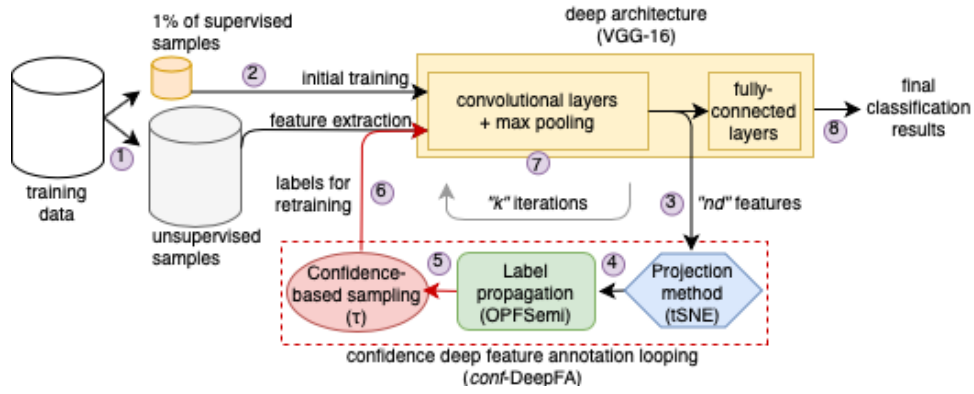 1% of supervised
samples
deep architecture
(VGG-16)
2
initial training
convolutional layers
+ max pooling
fully-
connected
layers
final
classification
results
8
feature extraction
1
training
data
7
labels for
retraining
6
"k" iterations
3
"nd" features
unsupervised
samples
Confidence-
based sampling
(τ)
5
Label
propagation
(OPFSemi)
4
Projection
method
(tSNE)
confidence deep feature annotation looping
(conf-DeepFA)